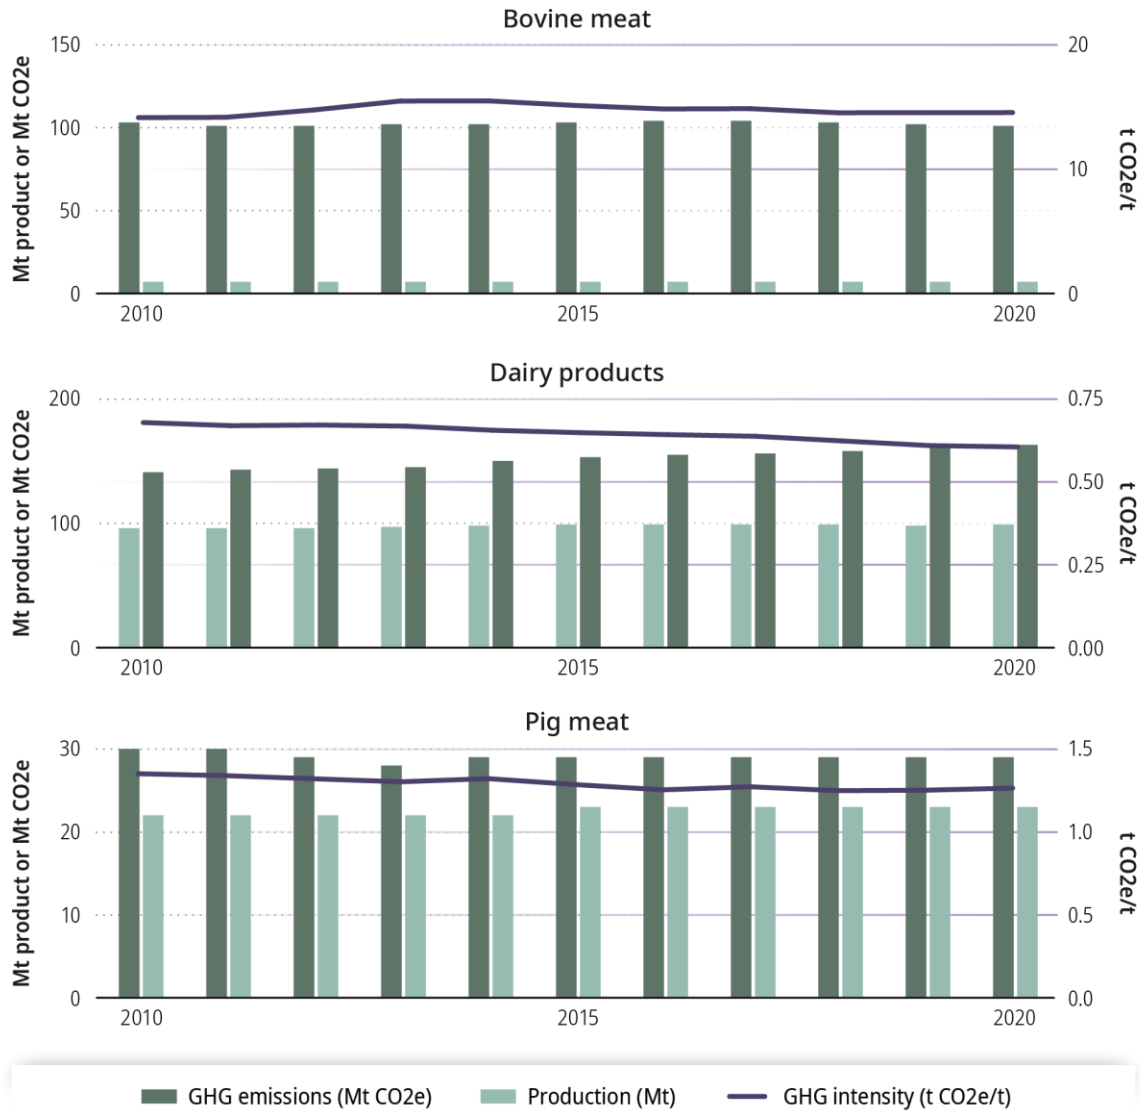 Bovine meat
150
20
100
10
50
0
0
Mt product or Mt CO2e
t CO2e/t
2010
2015
2020
Dairy products
200
0.75
0.50
100
0.25
0
0.00
Mt product or Mt CO2e
t CO2e/t
2010
2015
2020
Pig meat
30
1.5
20
1.0
10
0.5
0
0.0
Mt product or Mt CO2e
t CO2e/t
2010
2015
2020
GHG emissions (Mt CO2e)
Production (Mt)
GHG intensity (t CO2e/t)